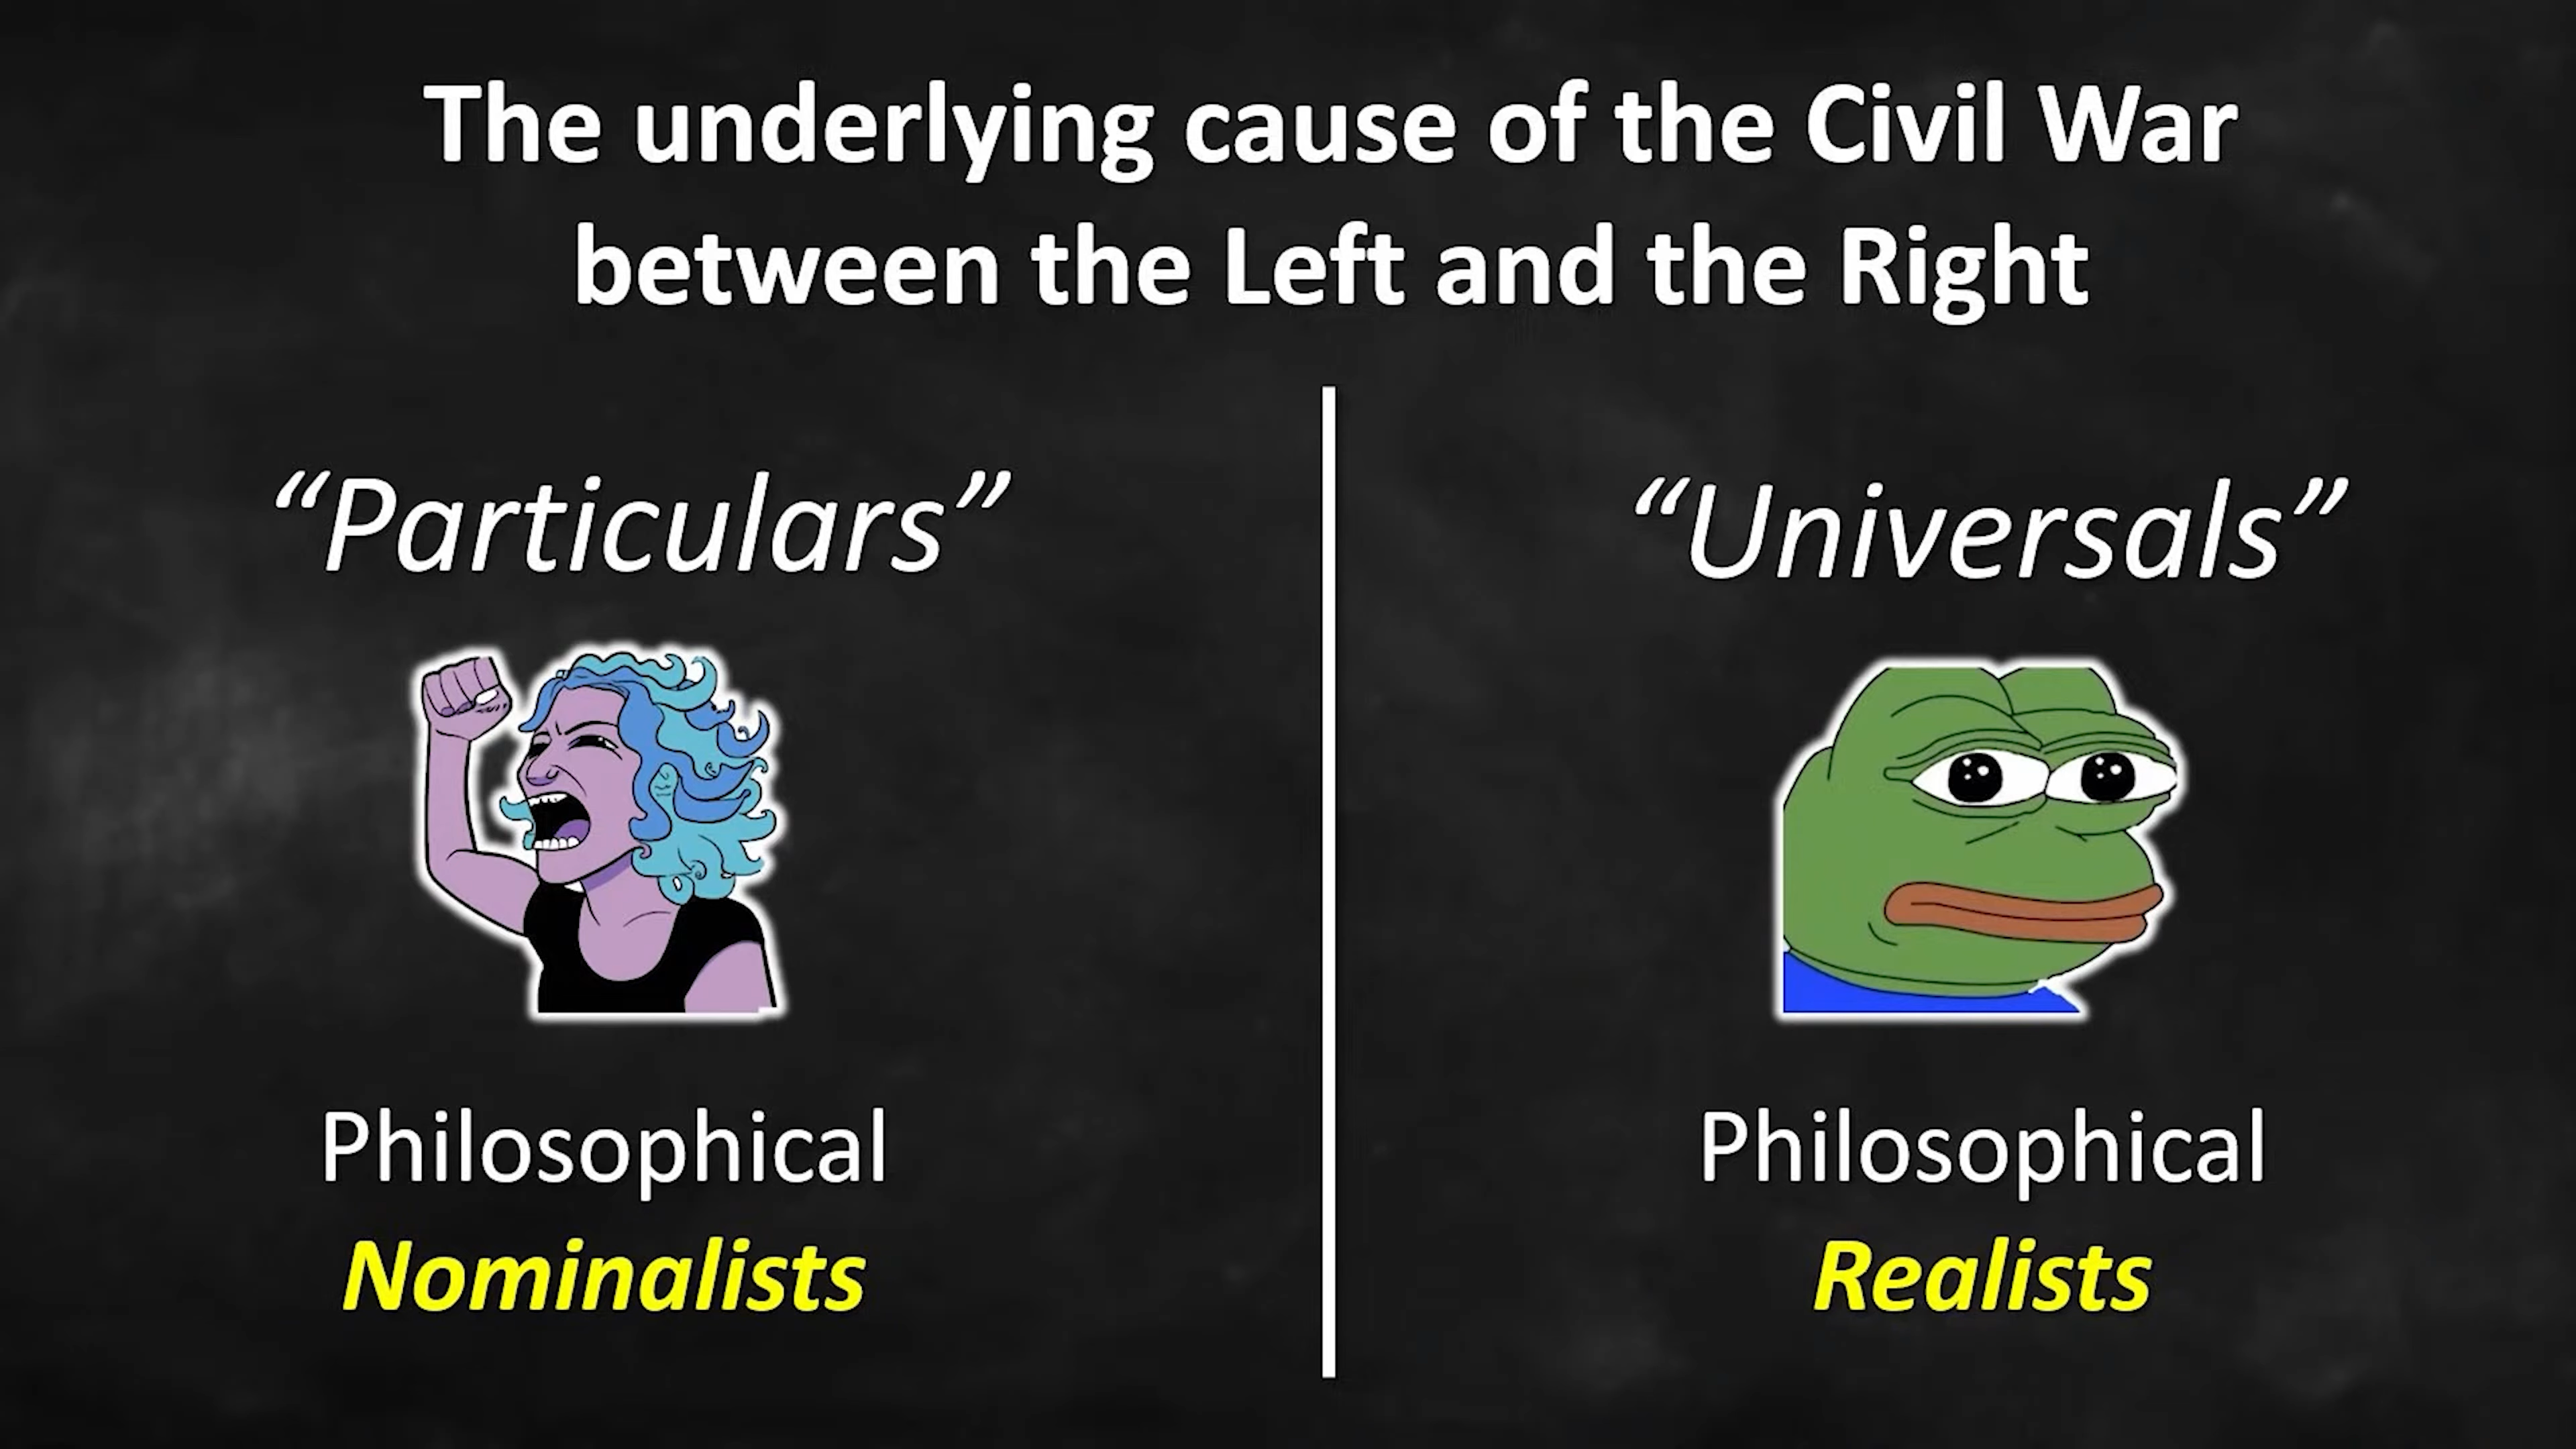 The underlying cause of the Civil War
between the Left and the Right
“Particulars”
Philosophical
Nominalists
“Universals”
Philosophical
Realists